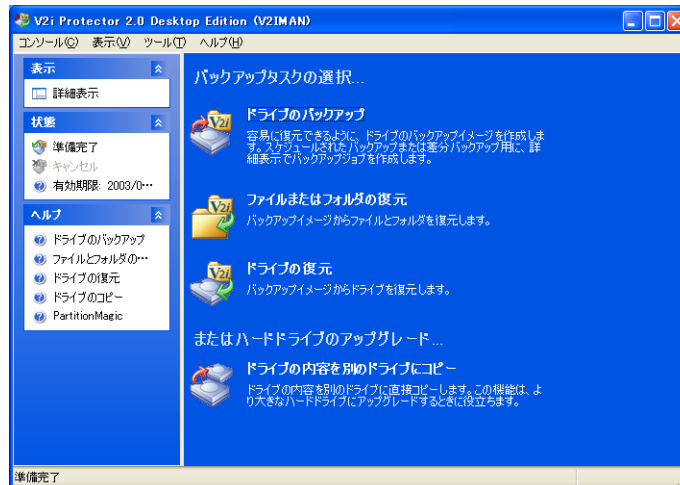 V2i Protector 2.0 Desktop Edition (V2IMAN)
コンソール(C) 表示(V) ツール(T) ヘルプ(H)
表示
詳細表示
状態
準備完了
キャンセル
有効期限: 2003/0…
ヘルプ
ドライブのバックアップ
ファイルとフォルダの…
ドライブの復元
ドライブのコピー
PartitionMagic
バックアップタスクの選択...
ドライブのバックアップ
容易に復元できるように、ドライブのバックアップイメージを作成しま
す。スケジュールされたバックアップまたは差分バックアップ用に、詳
細表示でバックアップジョブを作成します。
ファイルまたはフォルダの復元
バックアップイメージからファイルとフォルダを復元します。
ドライブの復元
バックアップイメージからドライブを復元します。
またはハードドライブのアップグレード...
ドライブの内容を別のドライブにコピー
ドライブの内容を別のドライブに直接コピーします。この機能は、よ
り大きなハードドライブにアップグレードするときに役立ちます。
準備完了